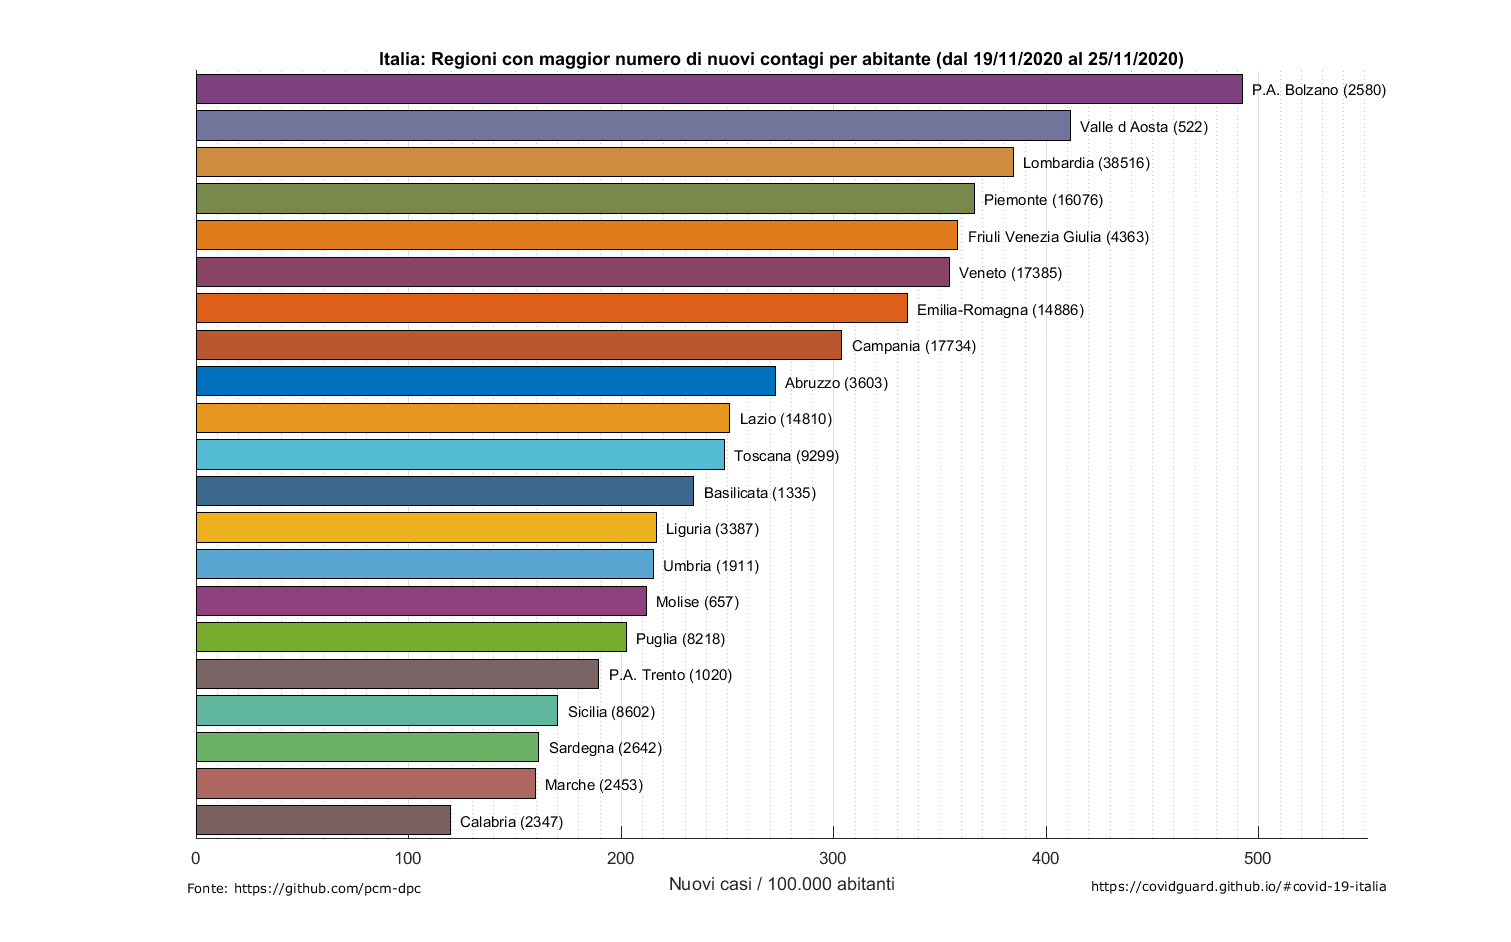 Italia: Regioni con maggior numero di nuovi contagi per abitante (dal 19/11/2020 al 25/11/2020)
P.A. Bolzano (2580)
Valle d Aosta (522)
Lombardia (38516)
Piemonte (16076)
Friuli Venezia Giulia (4363)
Veneto (17385)
Emilia-Romagna (14886)
Campania (17734)
Abruzzo (3603)
Lazio (14810)
Toscana (9299)
Basilicata (1335)
Liguria (3387)
Umbria (1911)
Molise (657)
Puglia (8218)
P.A. Trento (1020)
Sicilia (8602)
Sardegna (2642)
Marche (2453)
Calabria (2347)
0 100 200 300 400 500
Nuovi casi / 100.000 abitanti
Fonte: https://github.com/pcm-dpc
https://covidguard.github.io/#covid-19-italia